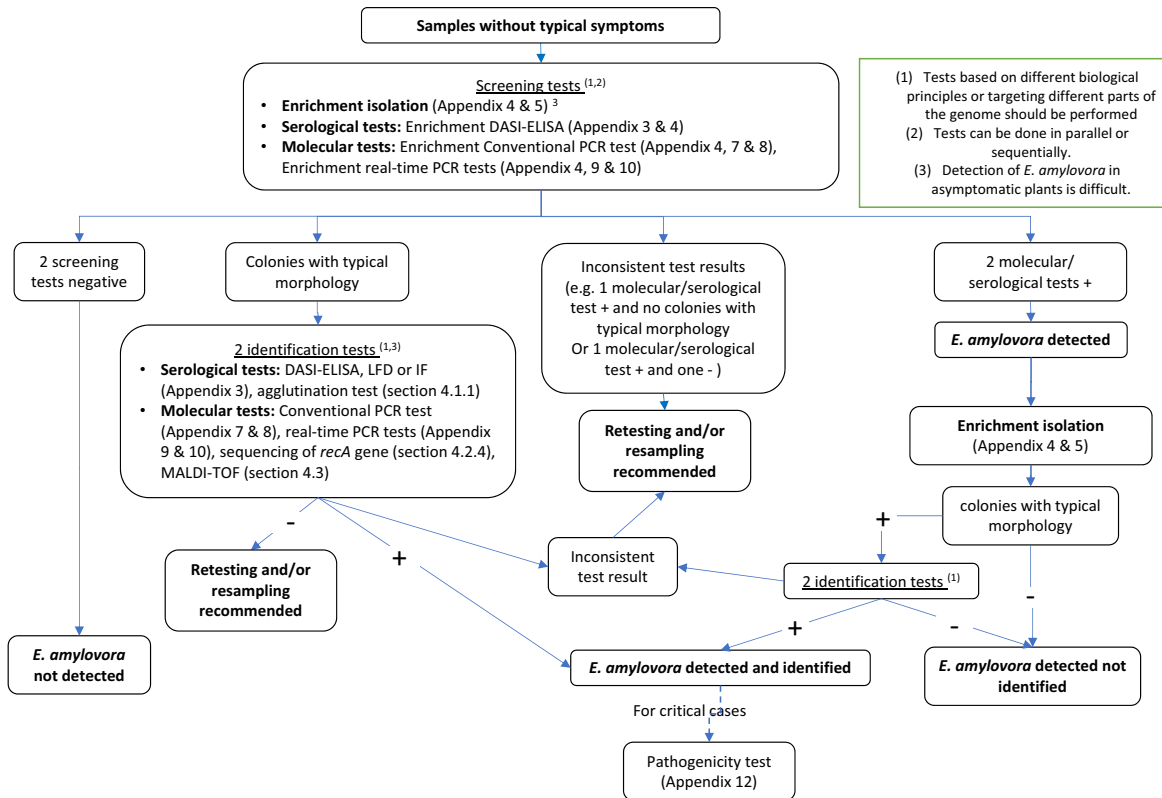 Samples without typical symptoms
Screening tests (1,2)
• Enrichment isolation (Appendix 4 & 5) 3
• Serological tests: Enrichment DASI-ELISA (Appendix 3 & 4)
• Molecular tests: Enrichment Conventional PCR test (Appendix 4, 7 & 8),
Enrichment real-time PCR tests (Appendix 4, 9 & 10)
(1) Tests based on different biological
principles or targeting different parts of
the genome should be performed
(2) Tests can be done in parallel or
sequentially.
(3) Detection of E. amylovora in
asymptomatic plants is difficult.
2 screening
tests negative
Colonies with typical
morphology
Inconsistent test results
(e.g. 1 molecular/serological
test + and no colonies with
typical morphology
Or 1 molecular/serological
test + and one - )
2 molecular/
serological tests +
E. amylovora detected
2 identification tests (1,3)
• Serological tests: DASI-ELISA, LFD or IF
(Appendix 3), agglutination test (section 4.1.1)
• Molecular tests: Conventional PCR test
(Appendix 7 & 8), real-time PCR tests (Appendix
9 & 10), sequencing of recA gene (section 4.2.4),
MALDI-TOF (section 4.3)
Retesting and/or
resampling
recommended
Enrichment isolation
(Appendix 4 & 5)
colonies with typical
morphology
-
+
+
-
Retesting and/or
resampling
recommended
Inconsistent
test result
2 identification tests (1)
+
-
E. amylovora
not detected
E. amylovora detected and identified
E. amylovora detected not
identified
For critical cases
Pathogenicity test
(Appendix 12)